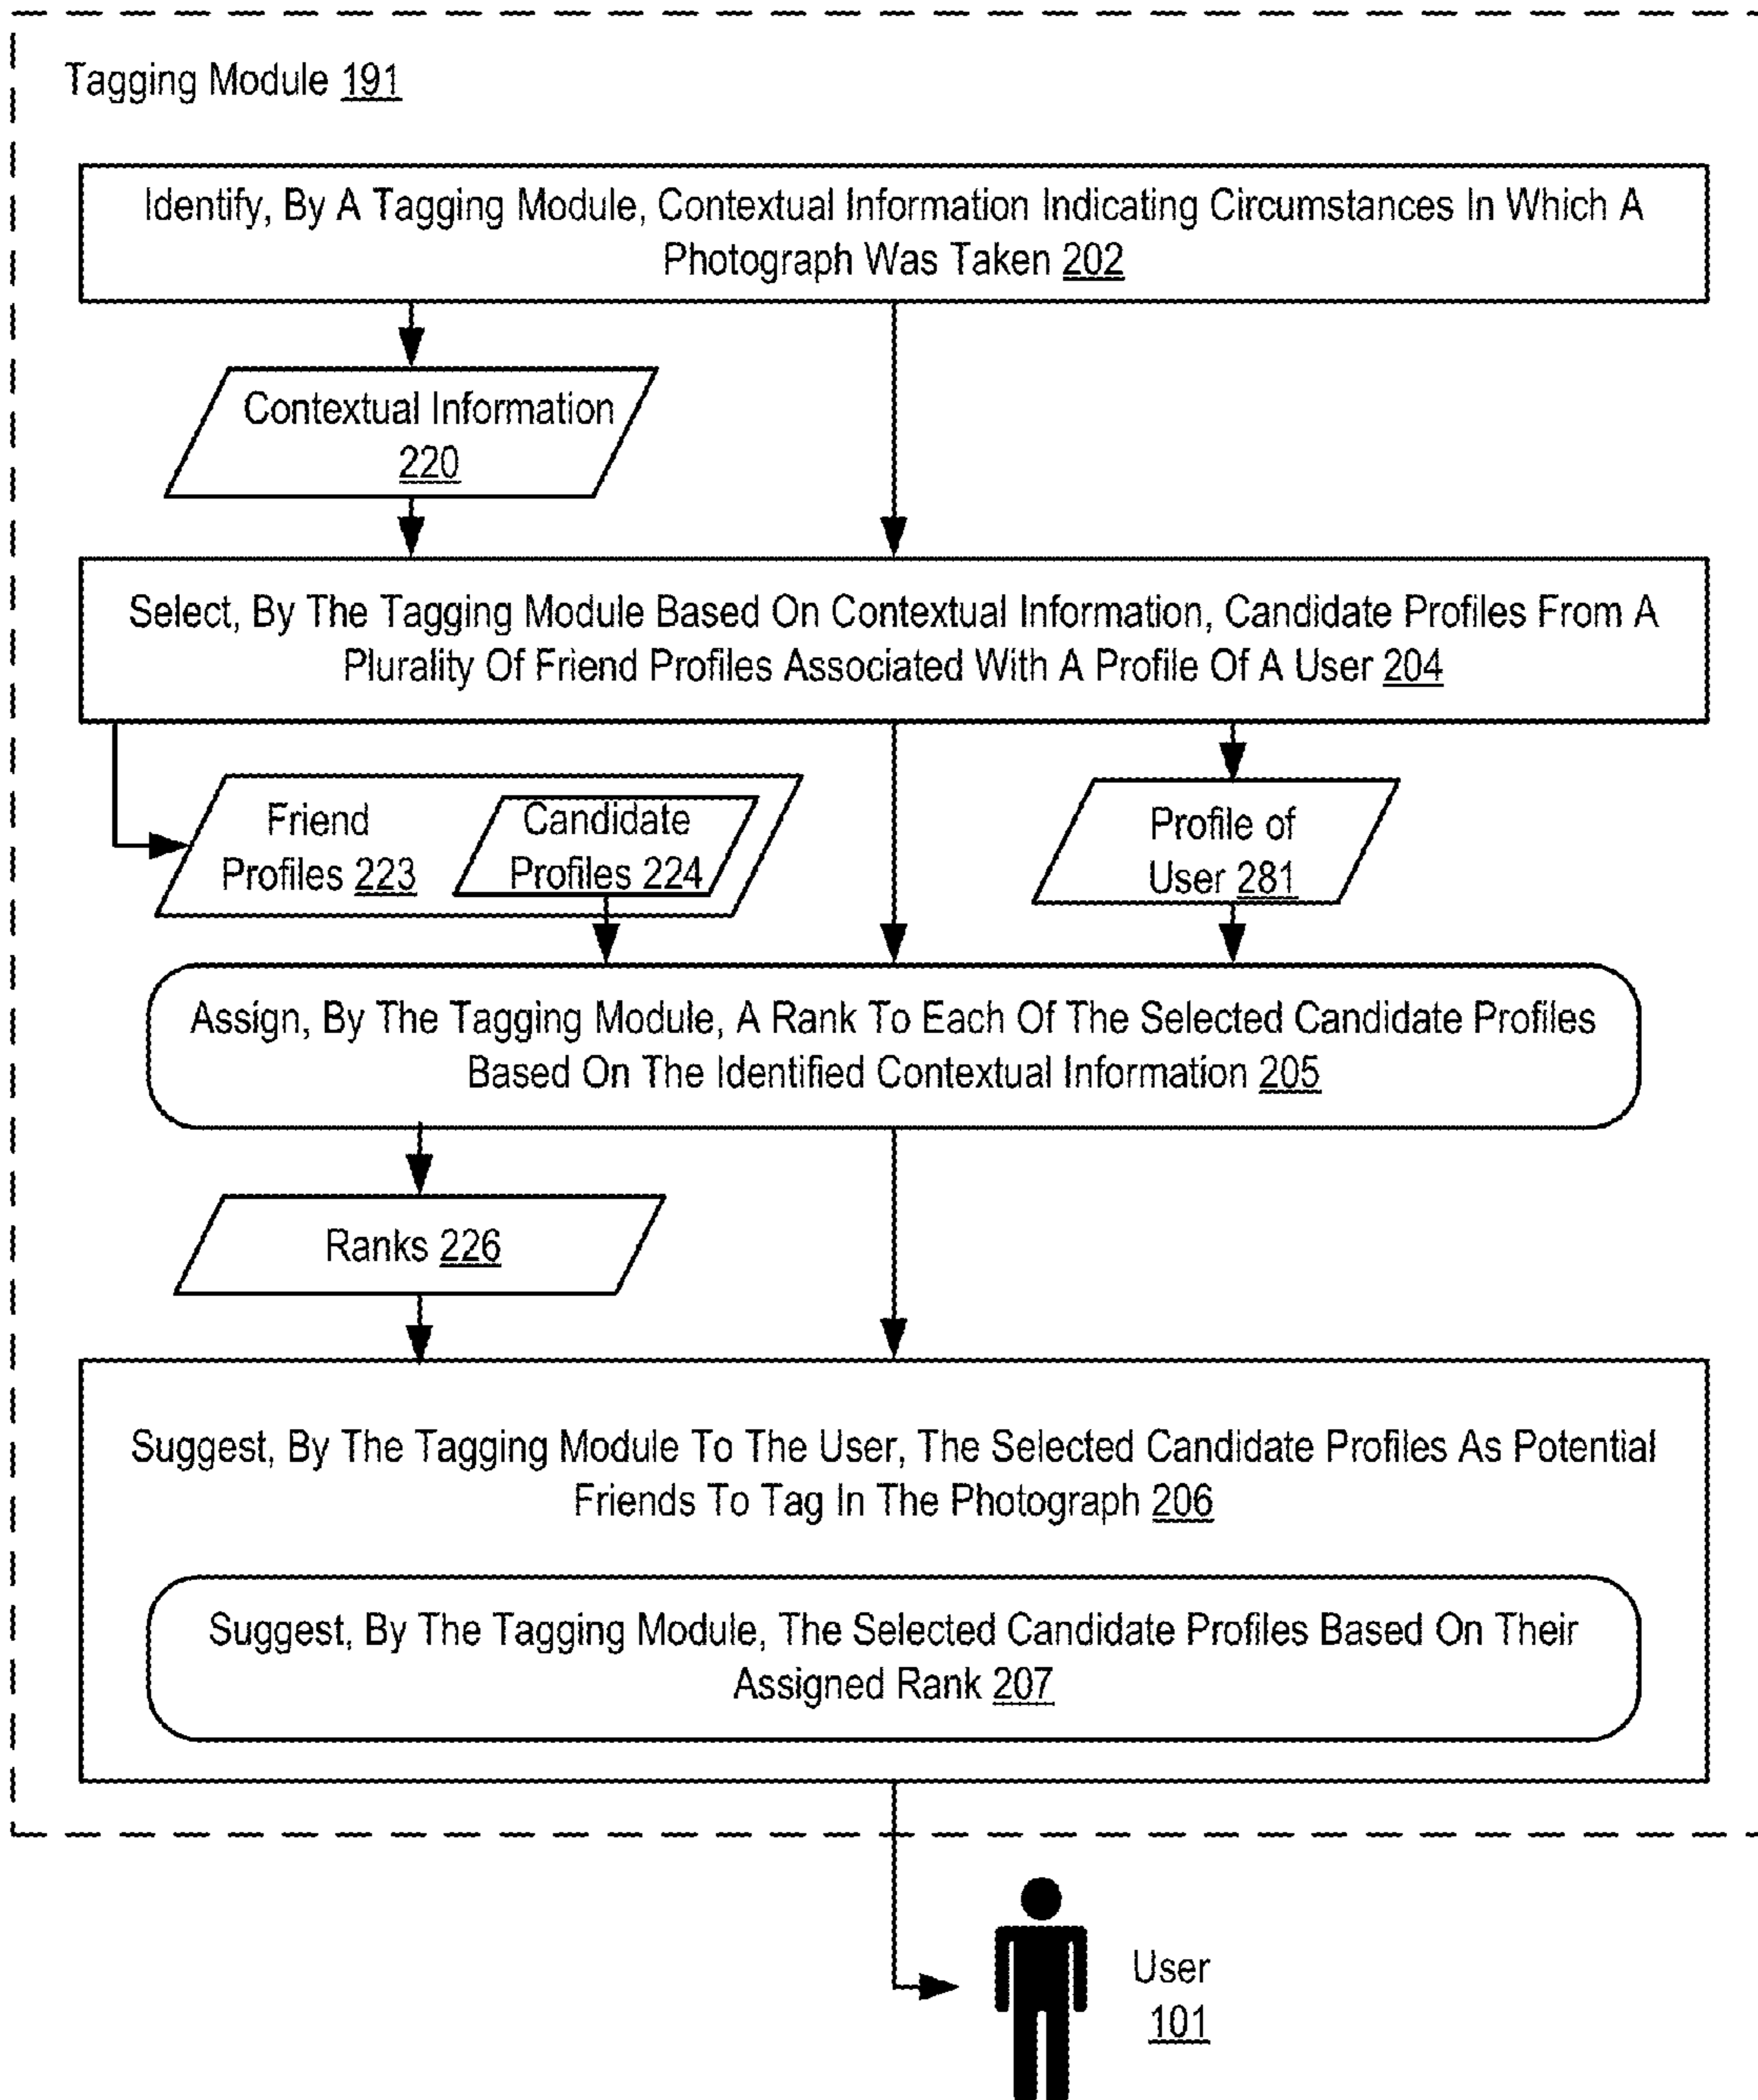 Tagging Module 191
Identify, By A Tagging Module, Contextual Information Indicating Circumstances In Which A
Photograph Was Taken 202
Contextual Information
220
Select, By The Tagging Module Based On Contextual Information, Candidate Profiles From A
Plurality Of Friend Profiles Associated With A Profile Of A User 204
Friend
Profiles 223
Candidate
Profiles 224
Profile of
User 281
Assign, By The Tagging Module, A Rank To Each Of The Selected Candidate Profiles
Based On The Identified Contextual Information 205
Ranks 226
Suggest, By The Tagging Module To The User, The Selected Candidate Profiles As Potential
Friends To Tag In The Photograph 206
Suggest, By The Tagging Module, The Selected Candidate Profiles Based On Their
Assigned Rank 207
User
101